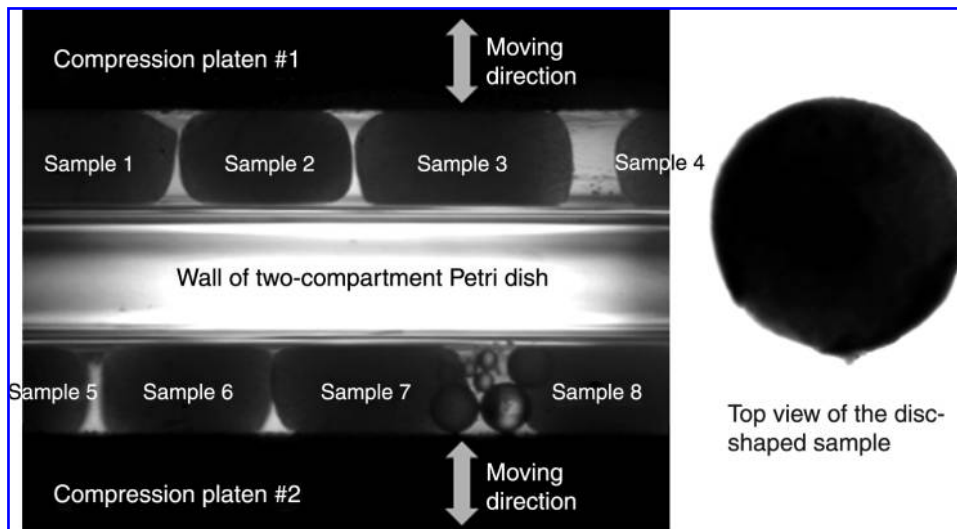 Compression platen #1
Moving
direction
Sample 1
Sample 2
Sample 3
Sample 4
Wall of two-compartment Petri dish
Sample 5
Sample 6
Sample 7
Sample 8
Compression platen #2
Moving
direction
Top view of the disc-
shaped sample